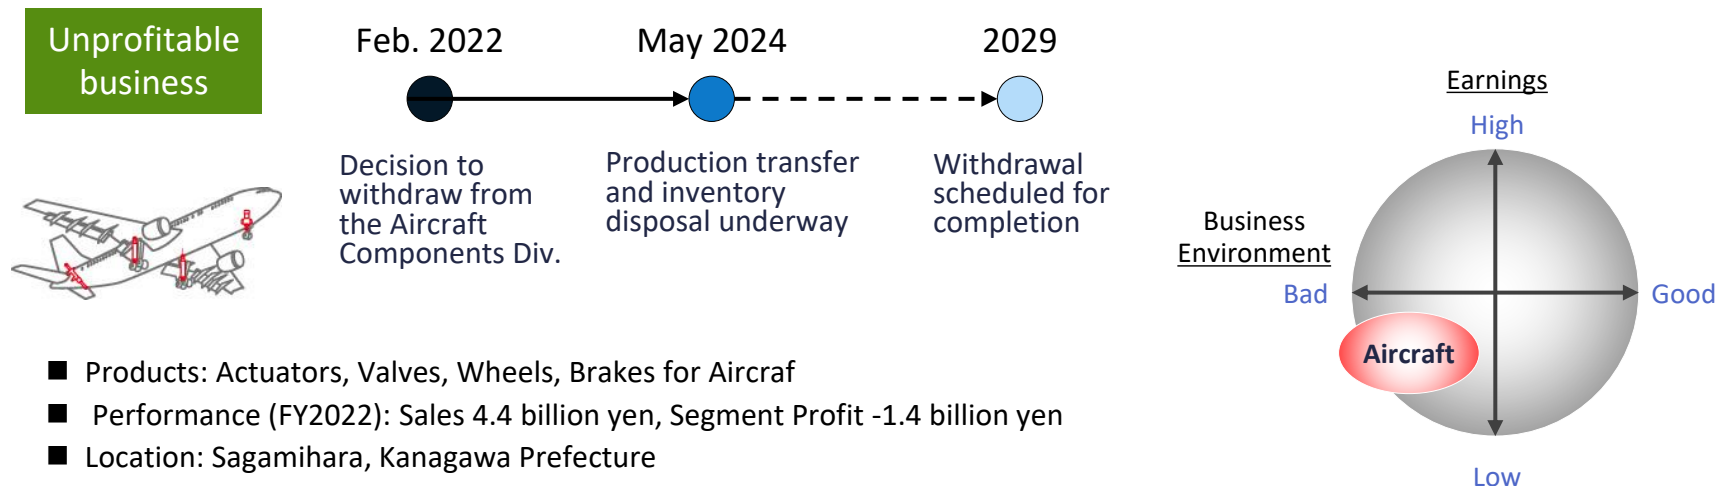 Unprofitable
business
Feb. 2022
May 2024
2029
Decision to
withdraw from
the Aircraft
Components Div.
Production transfer
and inventory
disposal underway
Withdrawal
scheduled for
completion
■ Products: Actuators, Valves, Wheels, Brakes for Aircraf
■ Performance (FY2022): Sales 4.4 billion yen, Segment Profit -1.4 billion yen
■ Location: Sagamihara, Kanagawa Prefecture
Earnings
High
Business
Environment
Bad
Good
Aircraft
Low